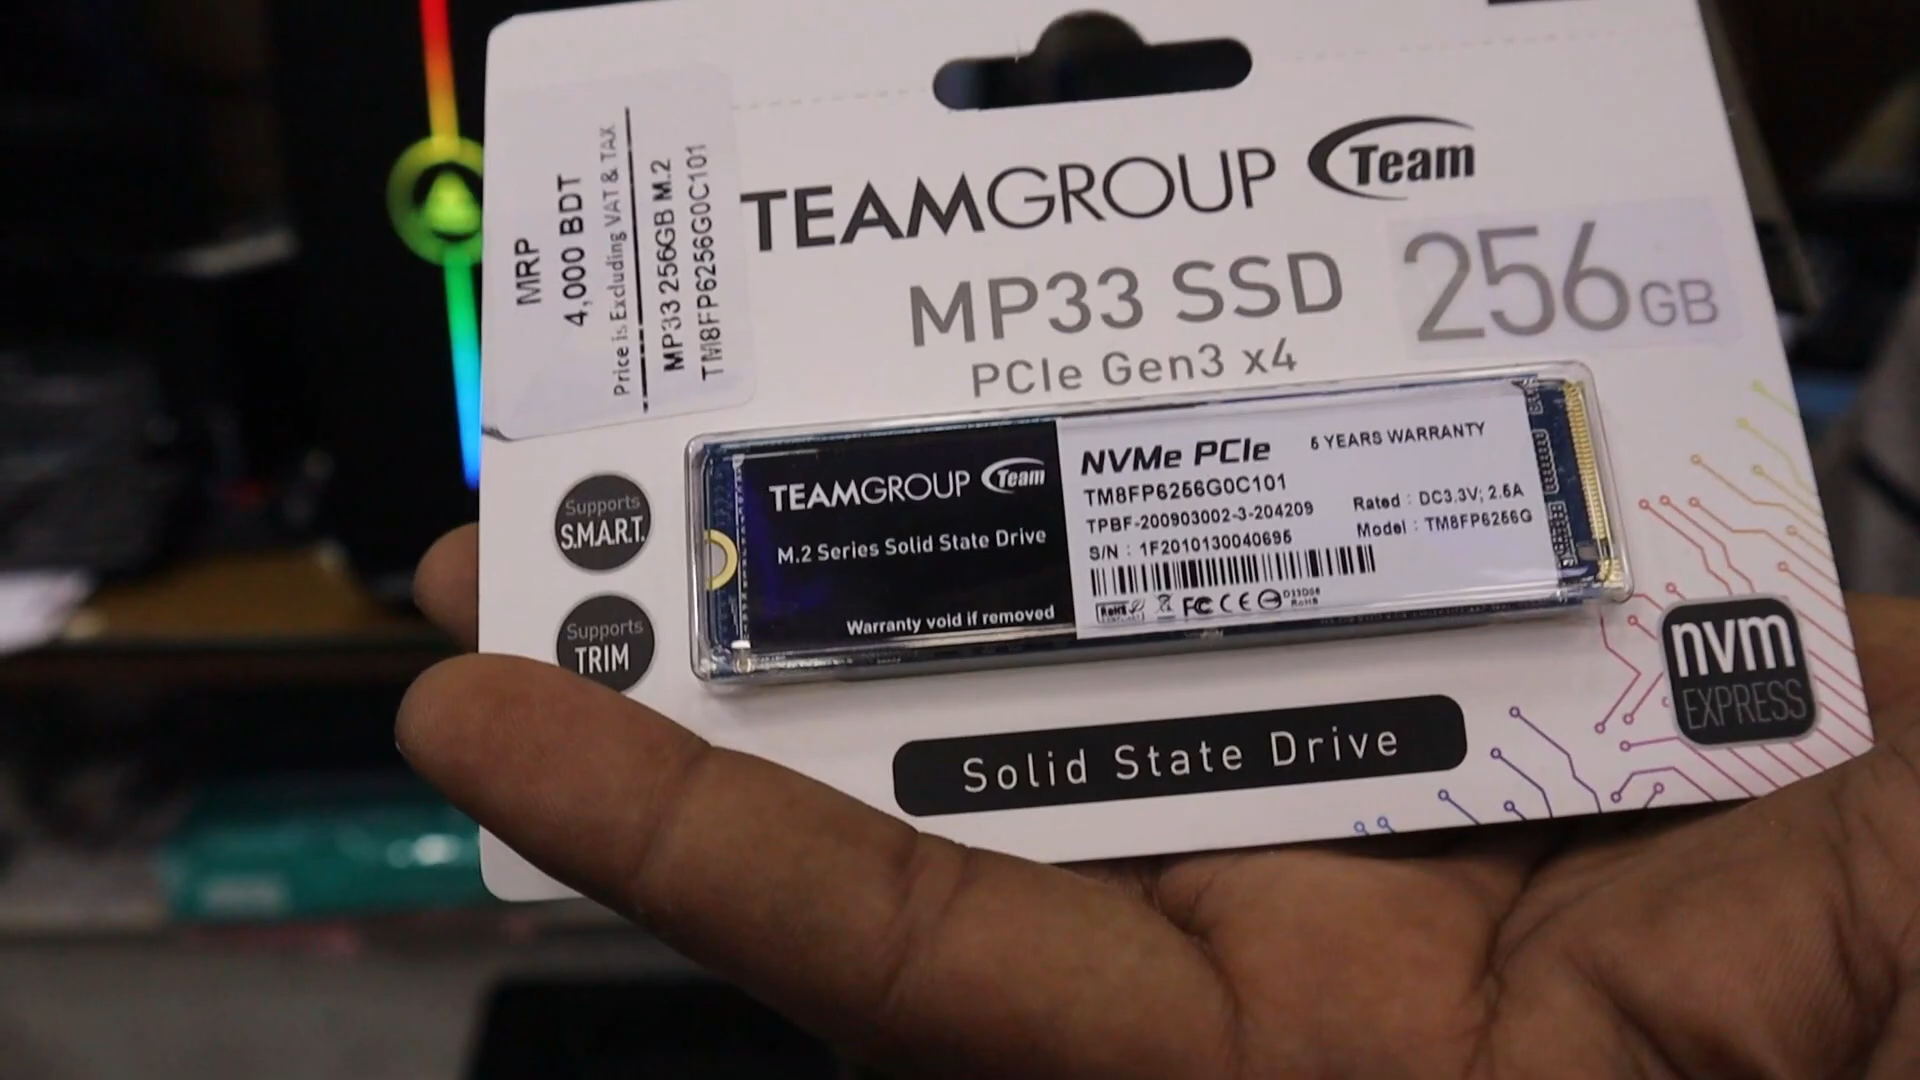 MRP
4,000 BDT
Price is Excluding VAT & TAX
MP33 256GB M.2
TM8FP6256G0C101
TEAMGROUP Team
MP33 SSD 256GB
PCIe Gen3 x4
Supports
S.M.A.R.T.
Supports
TRIM
TEAMGROUP Team
M.2 Series Solid State Drive
Warranty void if removed
NVMe PCIe 5 YEARS WARRANTY
TM8FP6256G0C101
TPBF-200903002-3-204209 Rated : DC3.3V; 2.5A
S/N : 1F2010130040695 Model : TM8FP6256G
RoHS FC CE D33D56
RoHS
nvm
EXPRESS
Solid State Drive